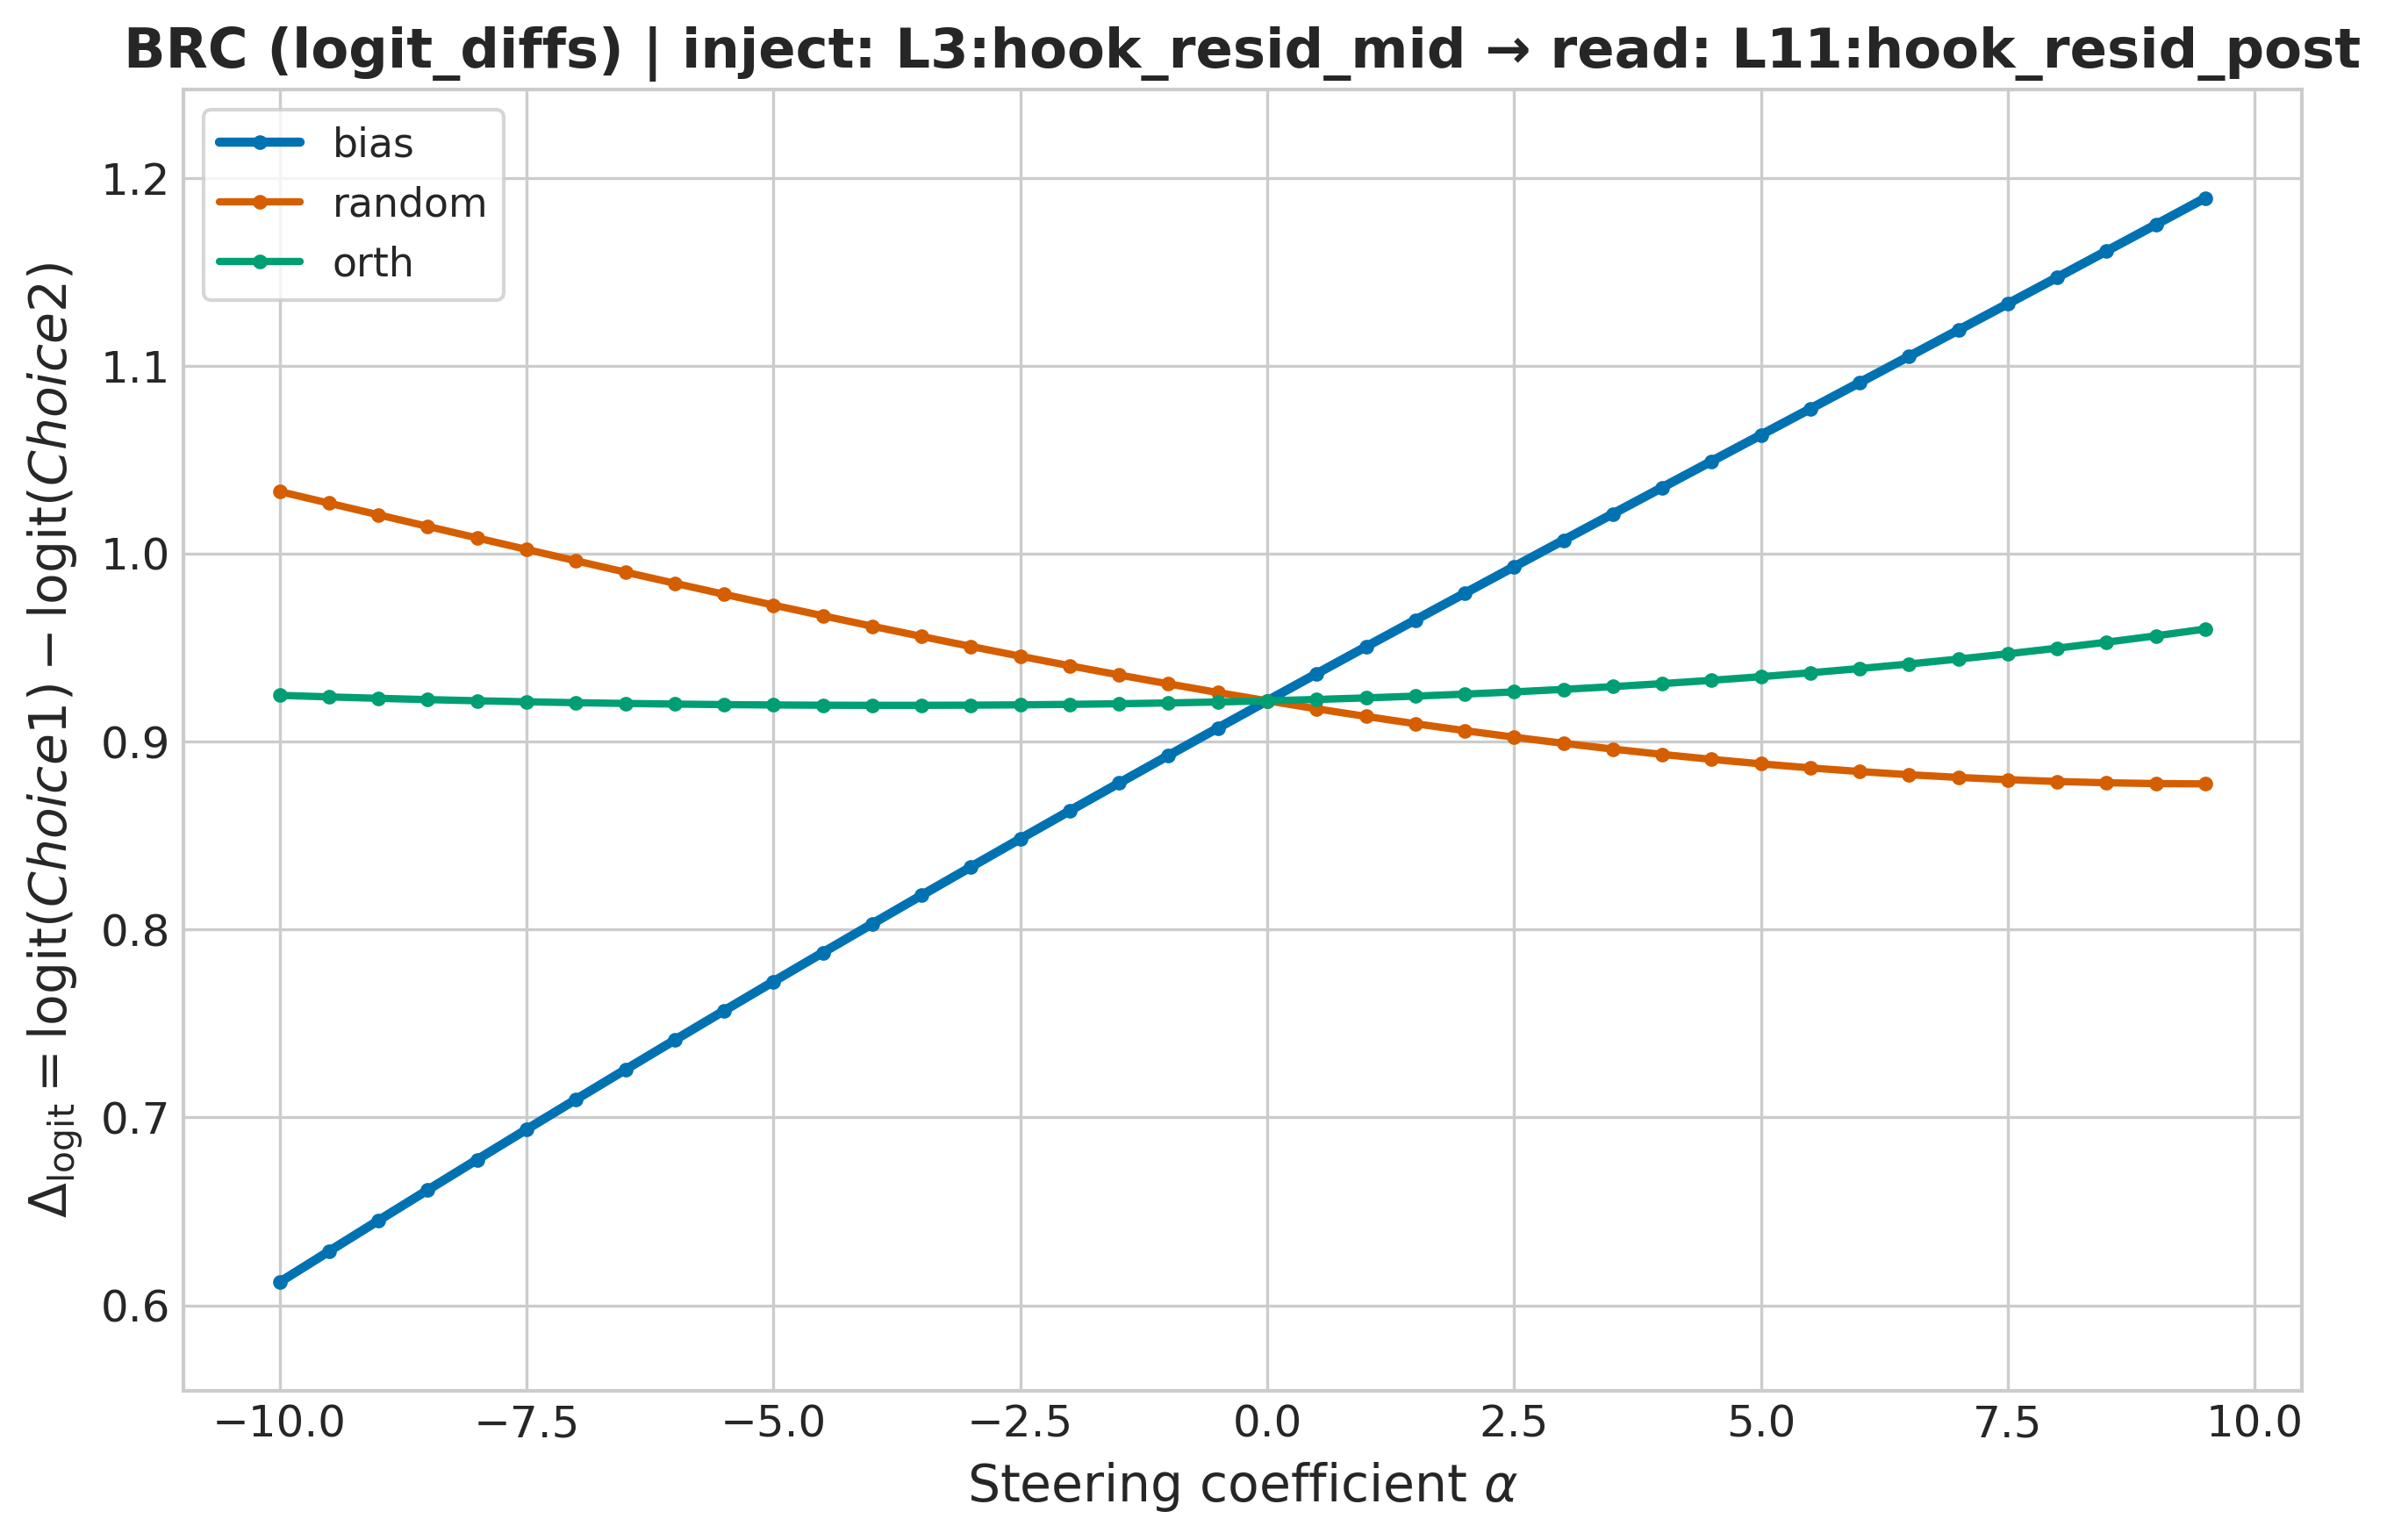 BRC (logit_diffs) | inject: L3:hook_resid_mid → read: L11:hook_resid_post
bias
random
orth
Δlogit = logit(Choice1) − logit(Choice2)
1.2
1.1
1.0
0.9
0.8
0.7
0.6
−10.0 −7.5 −5.0 −2.5 0.0 2.5 5.0 7.5 10.0
Steering coefficient α